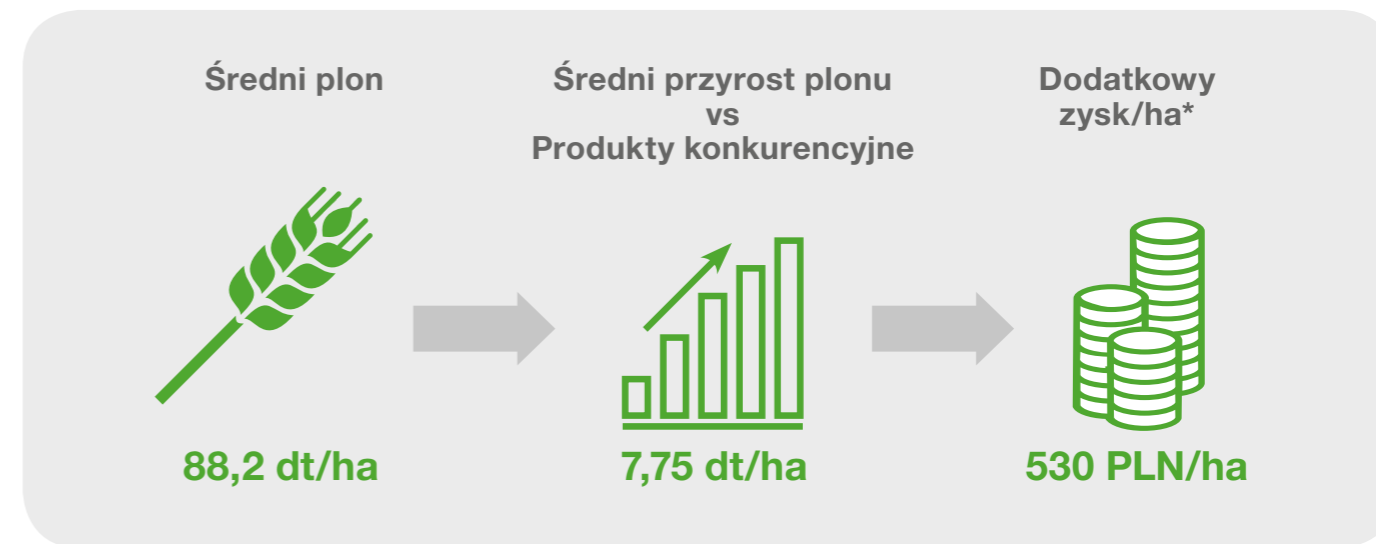 Średni plon
Średni przyrost plonu
vs
Produkty konkurencyjne
Dodatkowy
zysk/ha*
88,2 dt/ha
7,75 dt/ha
530 PLN/ha